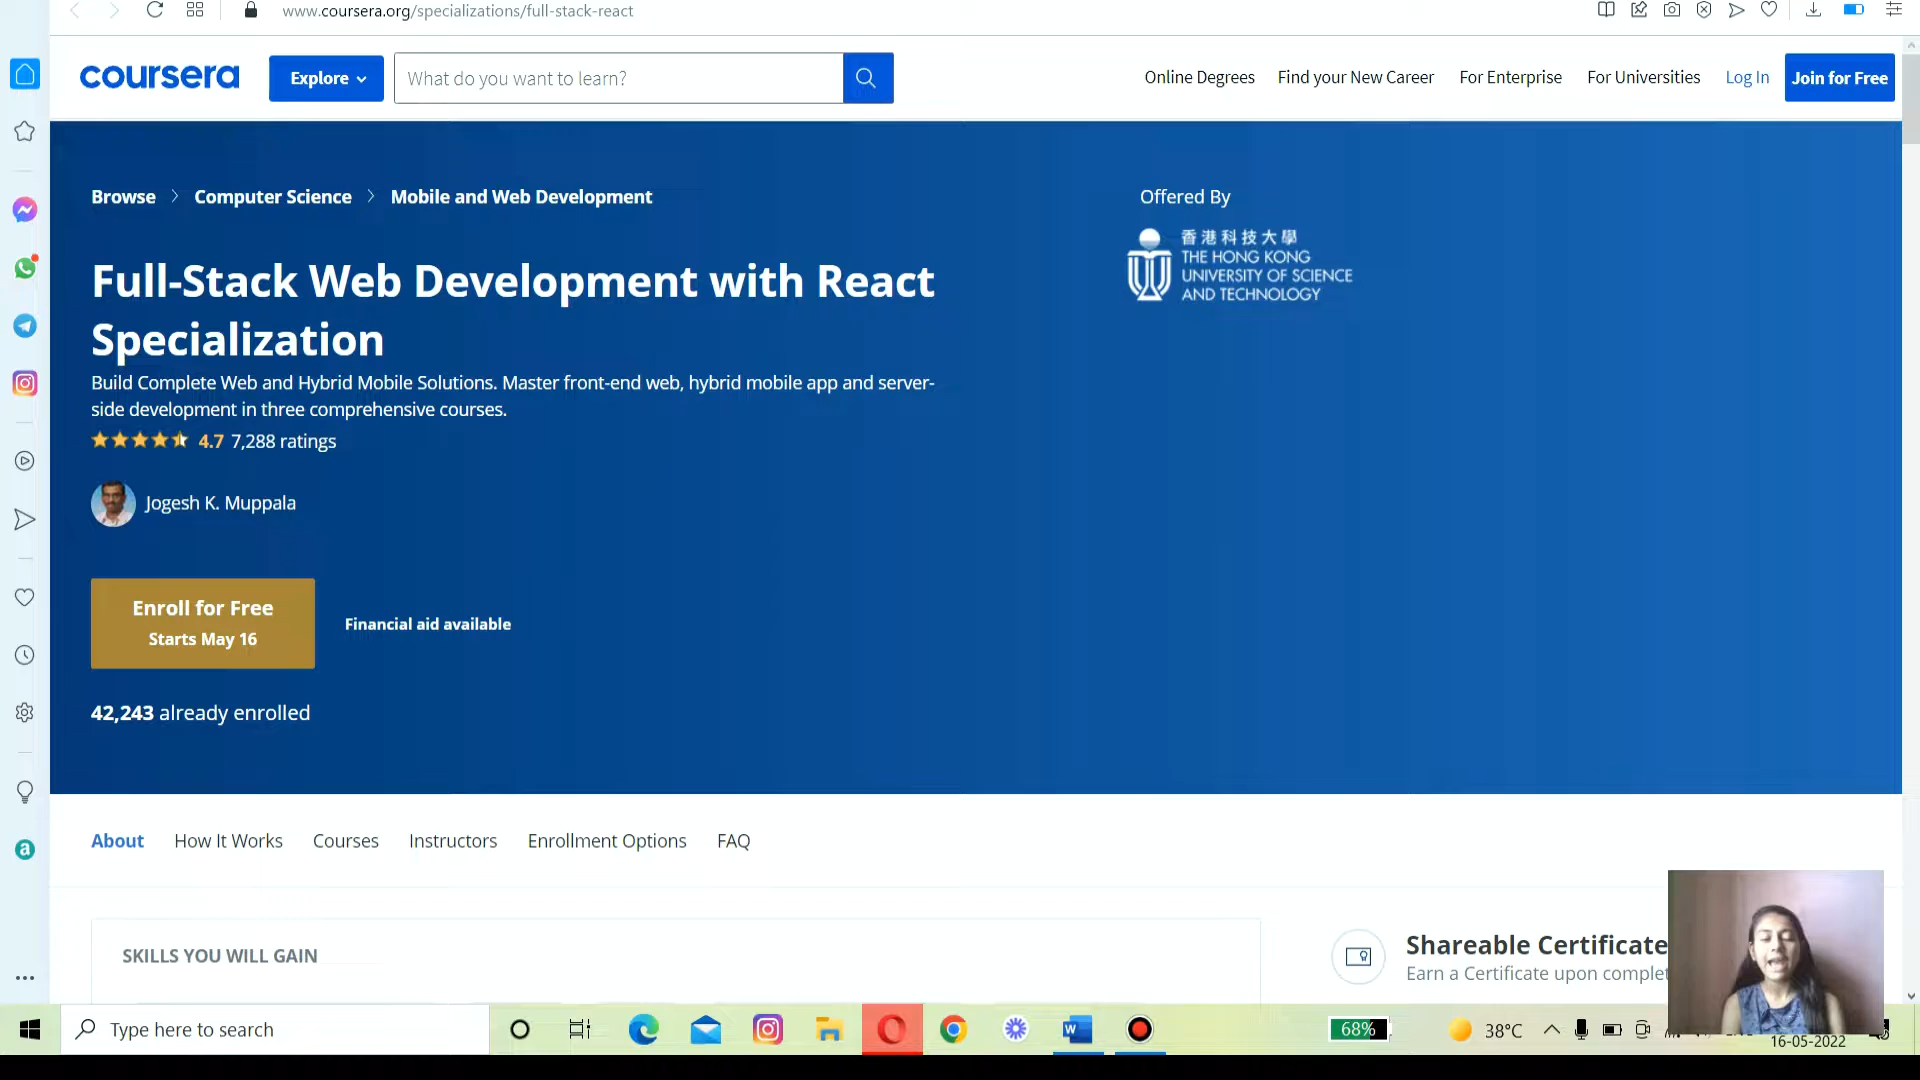 www.coursera.org/specializations/full-stack-react
coursera
Explore
What do you want to learn?
Online Degrees
Find your New Career
For Enterprise
For Universities
Log In
Join for Free
Browse
Computer Science
Mobile and Web Development
Full-Stack Web Development with React
Specialization
Build Complete Web and Hybrid Mobile Solutions. Master front-end web, hybrid mobile app and server-
side development in three comprehensive courses.
4.7 7,288 ratings
Jogesh K. Muppala
Enroll for Free
Starts May 16
Financial aid available
42,243 already enrolled
Offered By
香港科技大學
THE HONG KONG
UNIVERSITY OF SCIENCE
AND TECHNOLOGY
About
How It Works
Courses
Instructors
Enrollment Options
FAQ
SKILLS YOU WILL GAIN
Shareable Certificate
Earn a Certificate upon complet
Type here to search
68%
38°C
16-05-2022